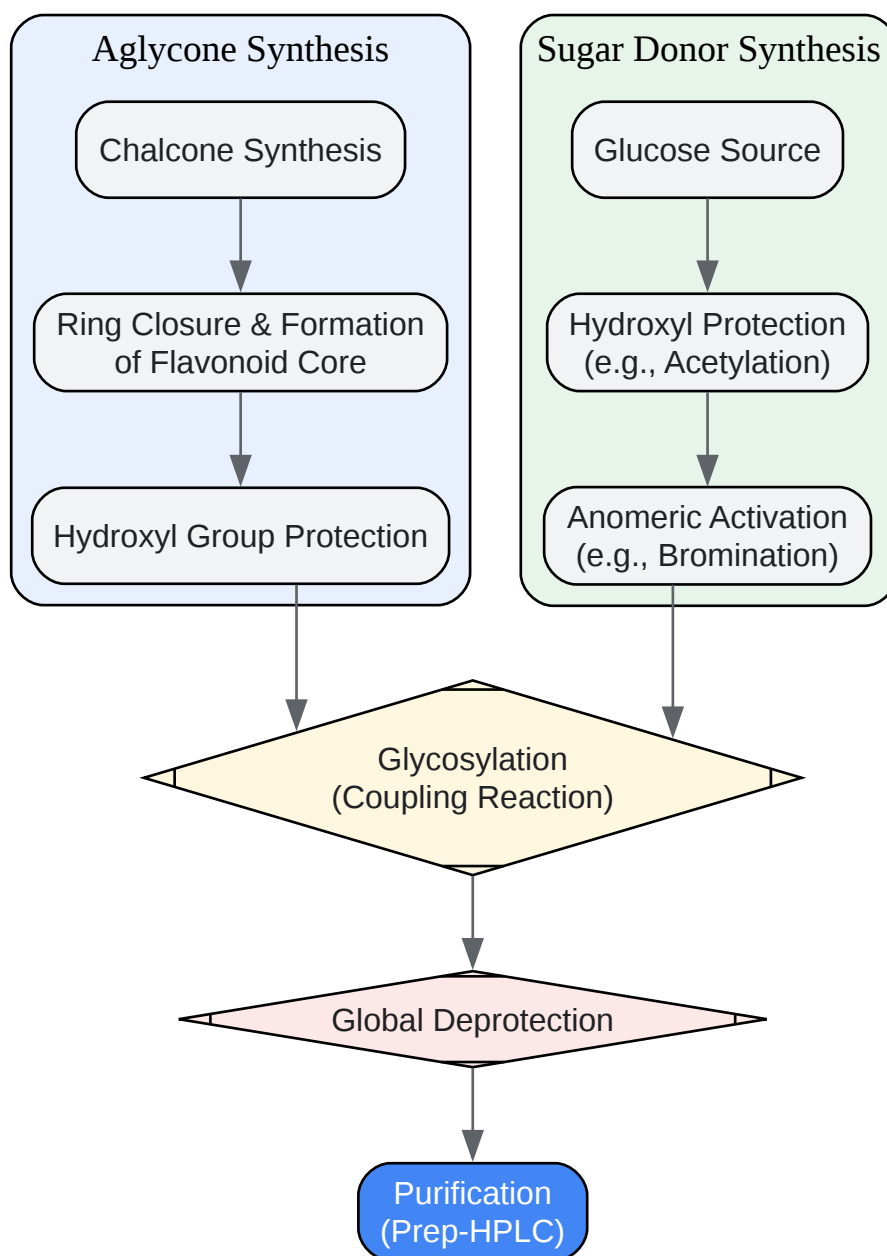 Aglycone Synthesis
Chalcone Synthesis
Ring Closure & Formation
of Flavonoid Core
Hydroxyl Group Protection
Sugar Donor Synthesis
Glucose Source
Hydroxyl Protection
(e.g., Acetylation)
Anomeric Activation
(e.g., Bromination)
Glycosylation
(Coupling Reaction)
Global Deprotection
Purification
(Prep-HPLC)